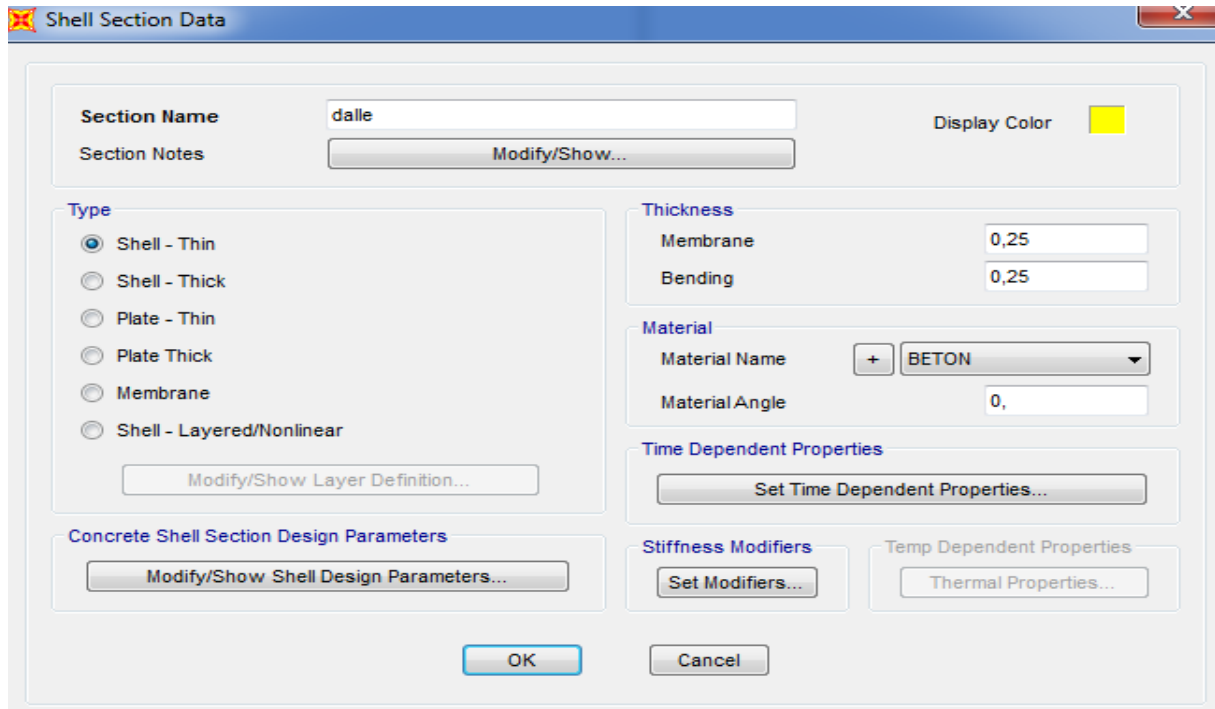 Shell Section Data
Section Name
dalle
Display Color
Section Notes
Modify/Show...
Type
Shell - Thin
Shell - Thick
Plate - Thin
Plate Thick
Membrane
Shell - Layered/Nonlinear
Modify/Show Layer Definition...
Thickness
Membrane
0,25
Bending
0,25
Material
Material Name
+
BETON
Material Angle
0,
Time Dependent Properties
Set Time Dependent Properties...
Concrete Shell Section Design Parameters
Modify/Show Shell Design Parameters...
Stiffness Modifiers
Set Modifiers...
Temp Dependent Properties
Thermal Properties...
OK
Cancel